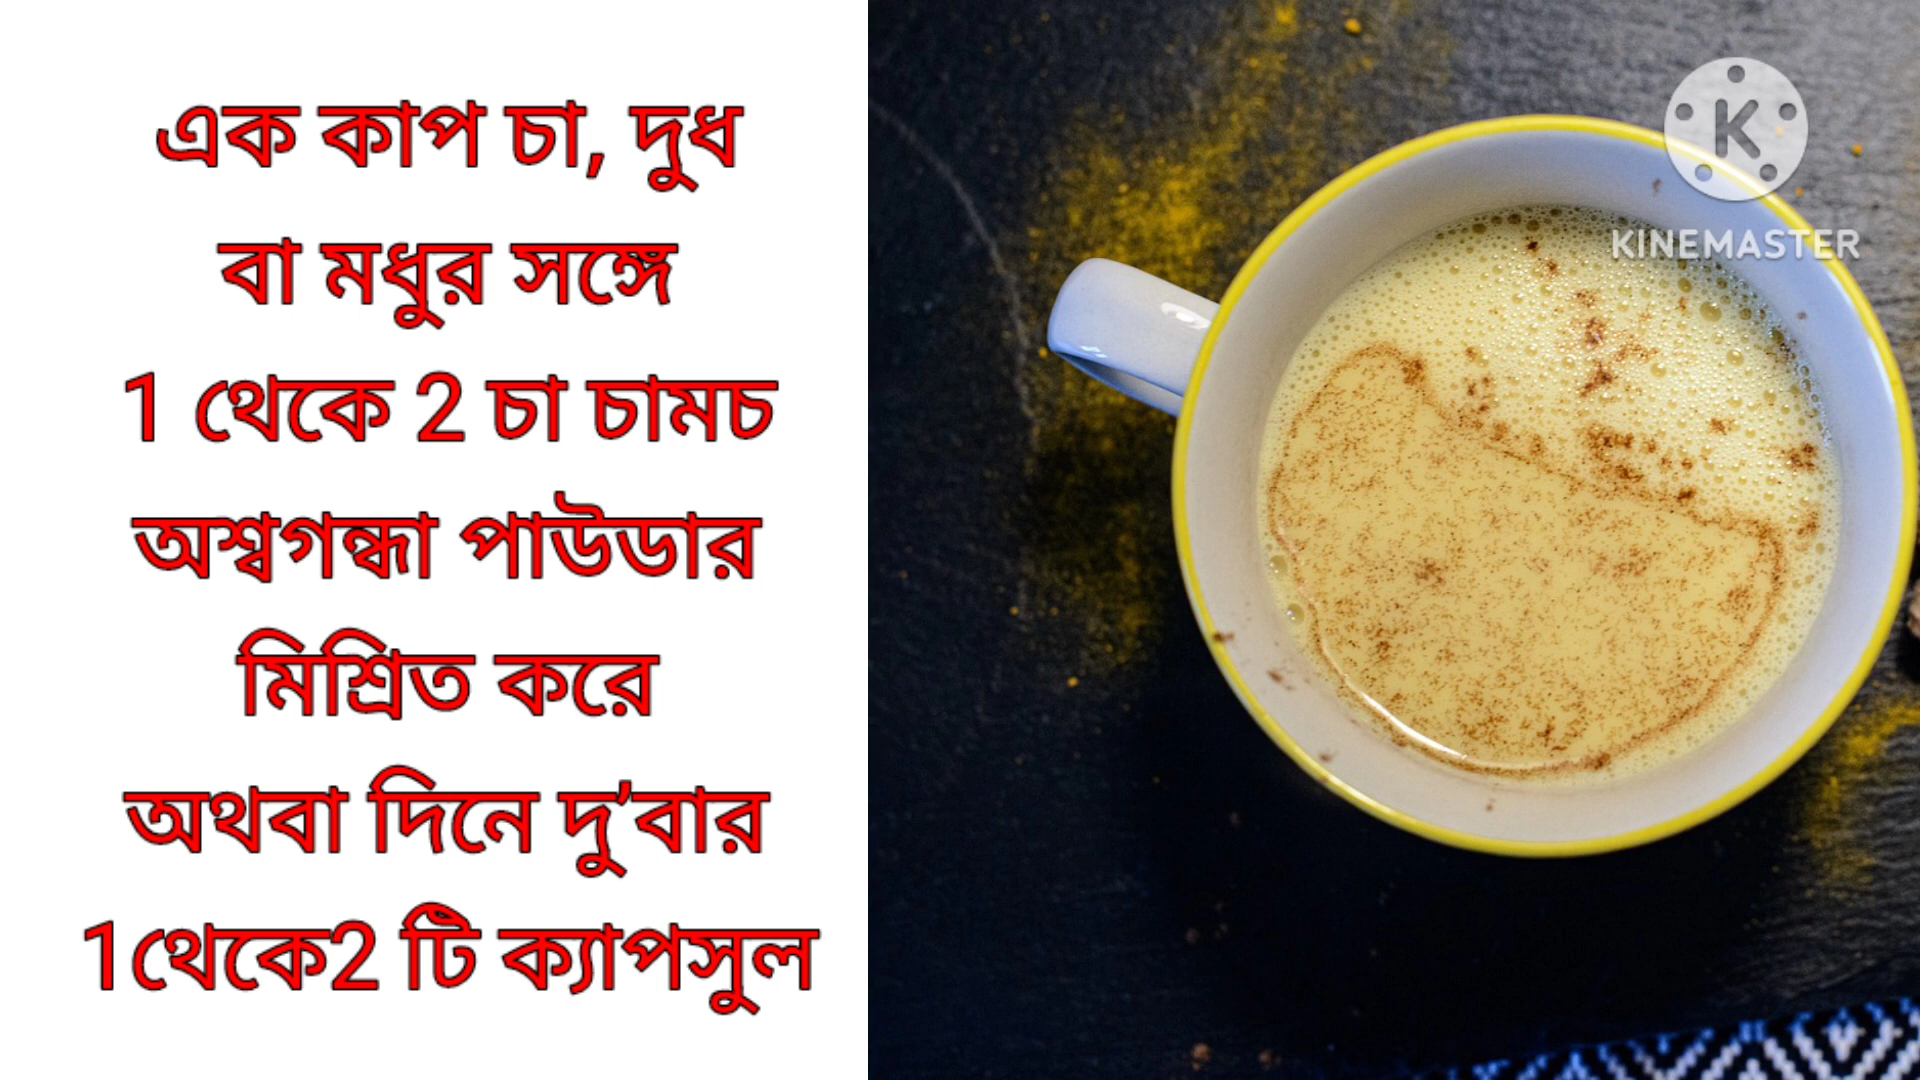 এক কাপ চা, দুধ
বা মধুর সঙ্গে
1 থেকে 2 চা চামচ
অশ্বগন্ধা পাউডার
মিশ্রিত করে
অথবা দিনে দু’বার
1থেকে2 টি ক্যাপসুল
K
KINEMASTER